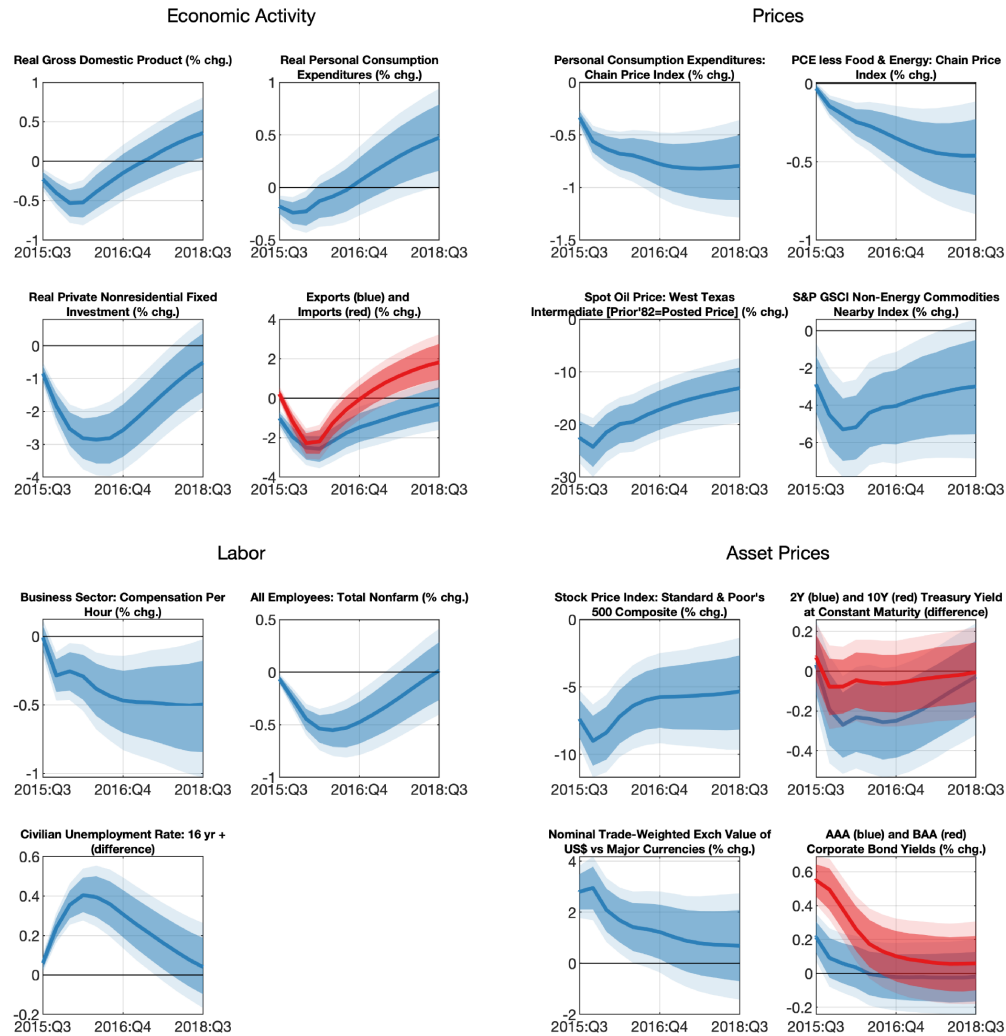 Economic Activity
Real Gross Domestic Product (% chg.)
1
0.5
0
-0.5
-1
2015:Q3 2016:Q4 2018:Q3
Real Personal Consumption
Expenditures (% chg.)
1
0.5
0
-0.5
2015:Q3 2016:Q4 2018:Q3
Real Private Nonresidential Fixed
Investment (% chg.)
0
-1
-2
-3
-4
2015:Q3 2016:Q4 2018:Q3
Exports (blue) and
Imports (red) (% chg.)
4
2
0
-2
-4
2015:Q3 2016:Q4 2018:Q3
Prices
Personal Consumption Expenditures:
Chain Price Index (% chg.)
0
-0.5
-1
-1.5
2015:Q3 2016:Q4 2018:Q3
PCE less Food & Energy: Chain Price
Index (% chg.)
0
-0.5
-1
2015:Q3 2016:Q4 2018:Q3
Spot Oil Price: West Texas
Intermediate [Prior'82=Posted Price] (% chg.)
0
-10
-20
-30
2015:Q3 2016:Q4 2018:Q3
S&P GSCI Non-Energy Commodities
Nearby Index (% chg.)
0
-2
-4
-6
2015:Q3 2016:Q4 2018:Q3
Labor
Business Sector: Compensation Per
Hour (% chg.)
0
-0.5
-1
2015:Q3 2016:Q4 2018:Q3
All Employees: Total Nonfarm (% chg.)
0.5
0
-0.5
-1
2015:Q3 2016:Q4 2018:Q3
Civilian Unemployment Rate: 16 yr +
(difference)
0.6
0.4
0.2
0
-0.2
2015:Q3 2016:Q4 2018:Q3
Asset Prices
Stock Price Index: Standard & Poor's
500 Composite (% chg.)
0
-5
-10
2015:Q3 2016:Q4 2018:Q3
2Y (blue) and 10Y (red) Treasury Yield
at Constant Maturity (difference)
0.2
0
-0.2
-0.4
2015:Q3 2016:Q4 2018:Q3
Nominal Trade-Weighted Exch Value of
US$ vs Major Currencies (% chg.)
4
2
0
-2
2015:Q3 2016:Q4 2018:Q3
AAA (blue) and BAA (red)
Corporate Bond Yields (% chg.)
0.6
0.4
0.2
0
-0.2
2015:Q3 2016:Q4 2018:Q3